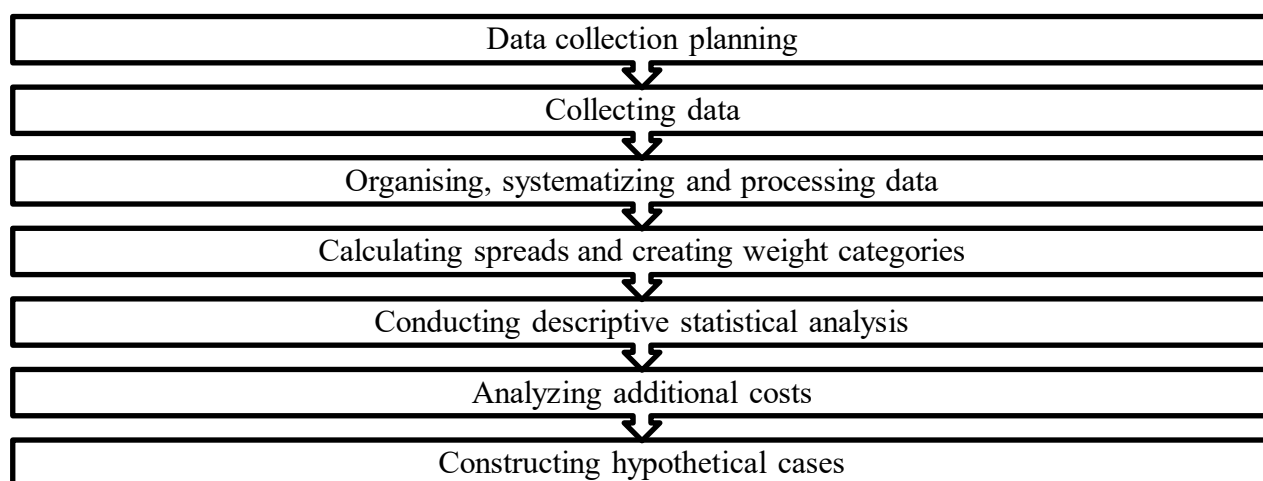 Data collection planning
Collecting data
Organising, systematizing and processing data
Calculating spreads and creating weight categories
Conducting descriptive statistical analysis
Analyzing additional costs
Constructing hypothetical cases